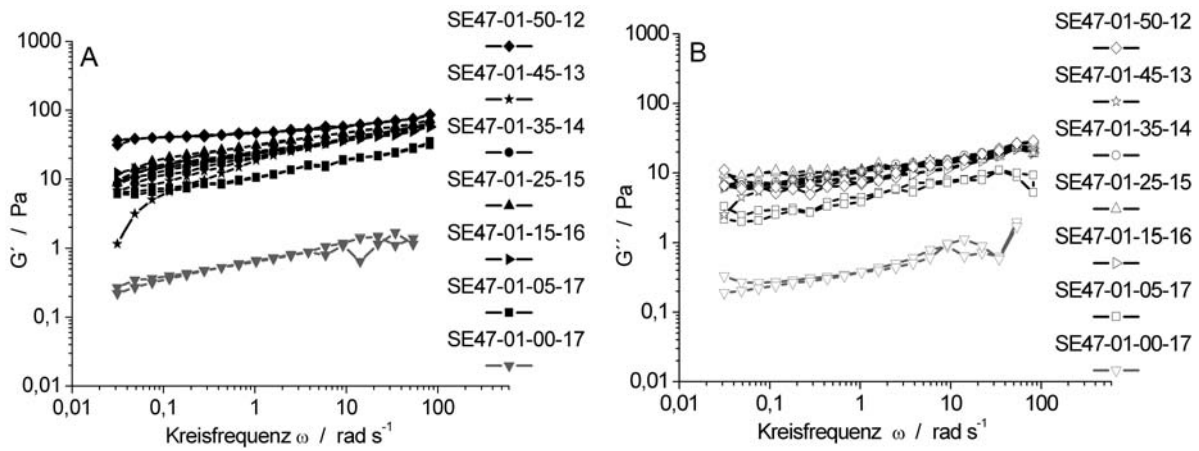 A
G´ / Pa
1000
100
10
1
0,1
0,01
0,01
0,1
1
10
100
Kreisfrequenz ω / rad s⁻¹
SE47-01-50-12
SE47-01-45-13
SE47-01-35-14
SE47-01-25-15
SE47-01-15-16
SE47-01-05-17
SE47-01-00-17
B
G´´ / Pa
1000
100
10
1
0,1
0,01
0,01
0,1
1
10
100
Kreisfrequenz ω / rad s⁻¹
SE47-01-50-12
SE47-01-45-13
SE47-01-35-14
SE47-01-25-15
SE47-01-15-16
SE47-01-05-17
SE47-01-00-17